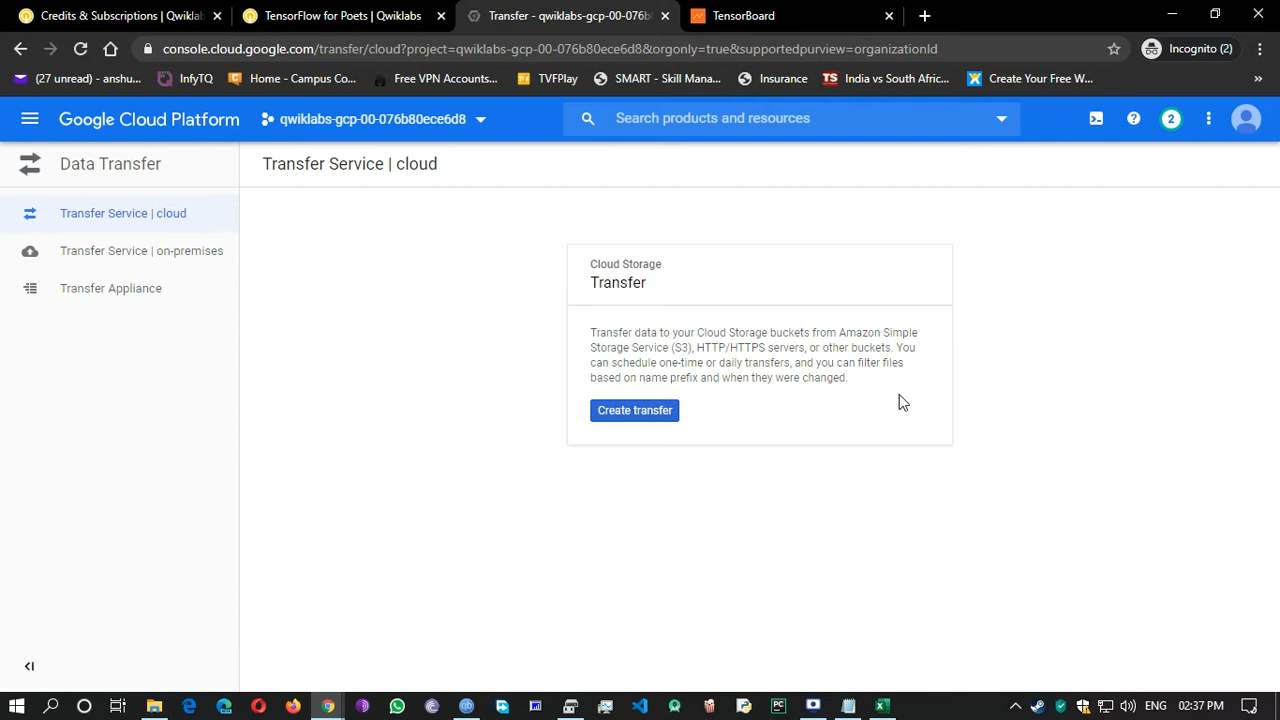 Credits & Subscriptions | Qwiklab
TensorFlow for Poets | Qwiklabs
Transfer - qwiklabs-gcp-00-076b8
TensorBoard
console.cloud.google.com/transfer/cloud?project=qwiklabs-gcp-00-076b80ece6d8&orgonly=true&supportedpurview=organizationId
Incognito (2)
(27 unread) - anshu...
InfyTQ
Home - Campus Co...
Free VPN Accounts...
TVFPlay
SMART - Skill Mana...
Insurance
TS India vs South Afric...
Create Your Free W...
»
Google Cloud Platform
qwiklabs-gcp-00-076b80ece6d8
Search products and resources
2
Data Transfer
Transfer Service | cloud
Transfer Service | cloud
Transfer Service | on-premises
Transfer Appliance
Cloud Storage
Transfer
Transfer data to your Cloud Storage buckets from Amazon Simple
Storage Service (S3), HTTP/HTTPS servers, or other buckets. You
can schedule one-time or daily transfers, and you can filter files
based on name prefix and when they were changed.
Create transfer
ENG
02:37 PM